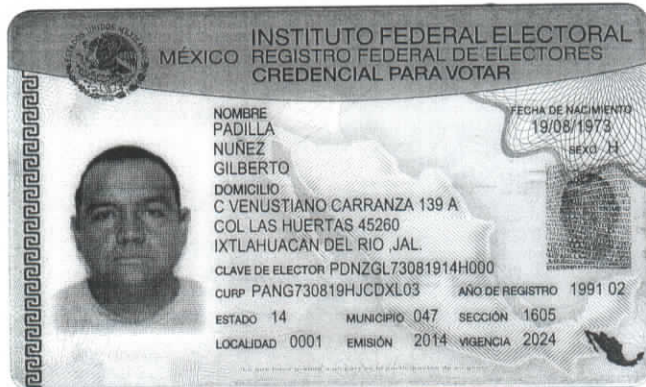 INSTITUTO FEDERAL ELECTORAL
MÉXICO REGISTRO FEDERAL DE ELECTORES
CREDENCIAL PARA VOTAR
NOMBRE
PADILLA
NUÑEZ
GILBERTO
FECHA DE NACIMIENTO
19/08/1973
SEXO H
DOMICILIO
C VENUSTIANO CARRANZA 139 A
COL LAS HUERTAS 45260
IXTLAHUACAN DEL RIO ,JAL.
CLAVE DE ELECTOR PDNZGL73081914H000
CURP PANG730819HJCDXL03 AÑO DE REGISTRO 1991 02
ESTADO 14 MUNICIPIO 047 SECCIÓN 1605
LOCALIDAD 0001 EMISIÓN 2014 VIGENCIA 2024